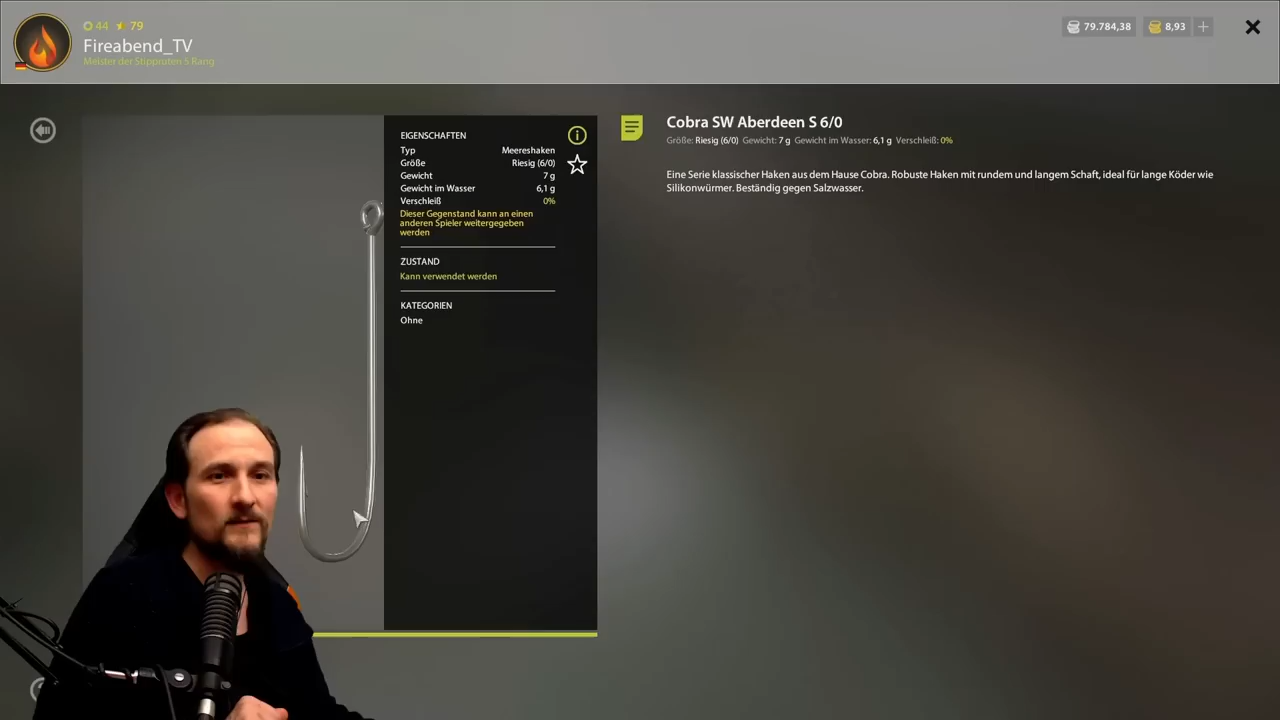 44 79
Fireabend_TV
Meister der Stippruten 5 Rang
79.784,38 8,93
EIGENSCHAFTEN
Typ Meereshaken
Größe Riesig (6/0)
Gewicht 7 g
Gewicht im Wasser 6,1 g
Verschleiß 0%
Dieser Gegenstand kann an einen
anderen Spieler weitergegeben
werden
ZUSTAND
Kann verwendet werden
KATEGORIEN
Ohne
Cobra SW Aberdeen S 6/0
Größe: Riesig (6/0) Gewicht: 7 g Gewicht im Wasser: 6,1 g Verschleiß: 0%
Eine Serie klassischer Haken aus dem Hause Cobra. Robuste Haken mit rundem und langem Schaft, ideal für lange Köder wie
Silikonwürmer. Beständig gegen Salzwasser.